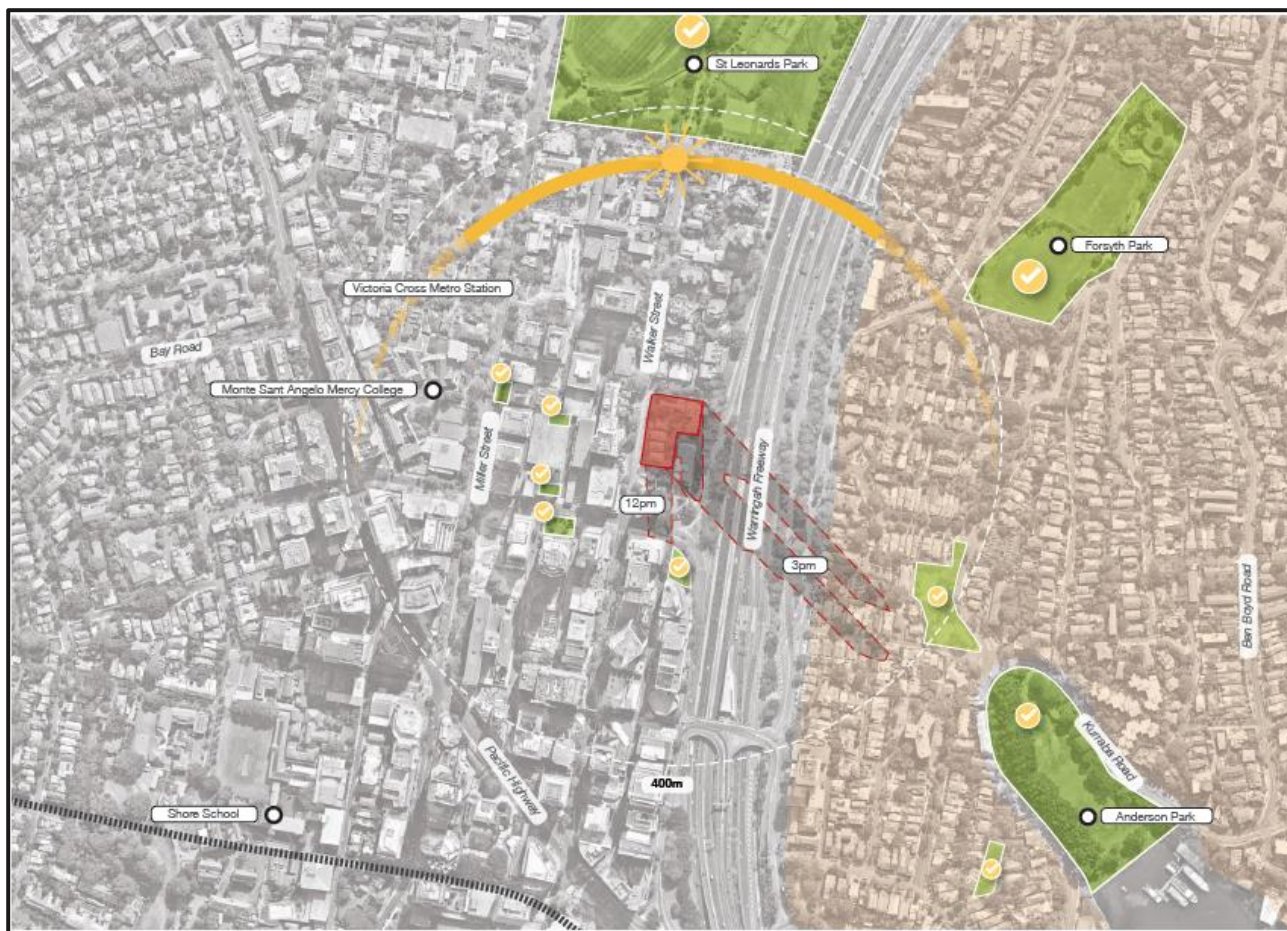 St Leonards Park
Forsyth Park
Victoria Cross Metro Station
Walker Street
Bay Road
Monte Sant Angelo Mercy College
Miller Street
Warringah Freeway
12pm
3pm
Ben Boyd Road
Kurraba Road
400m
Pacific Highway
Shore School
Anderson Park